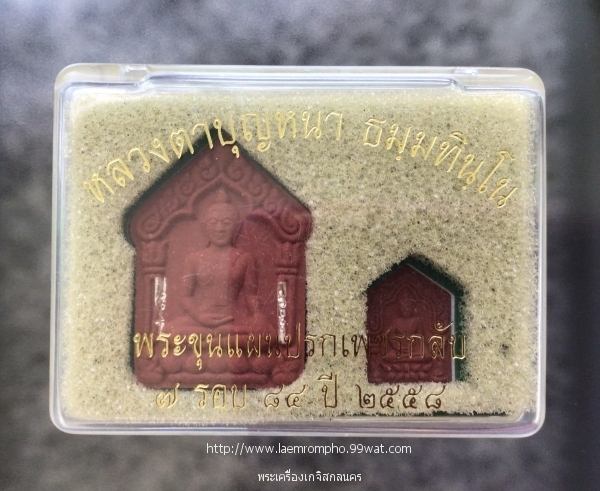 หลวงตาบุญหนา ธมฺมทินฺโน
พระขุนแผนปรกเพชรกลับ
๗ รอบ ๘๔ ปี ๒๕๕๘
http://www.laemrompho.99wat.com
พระเครื่องเกจิสกลนคร